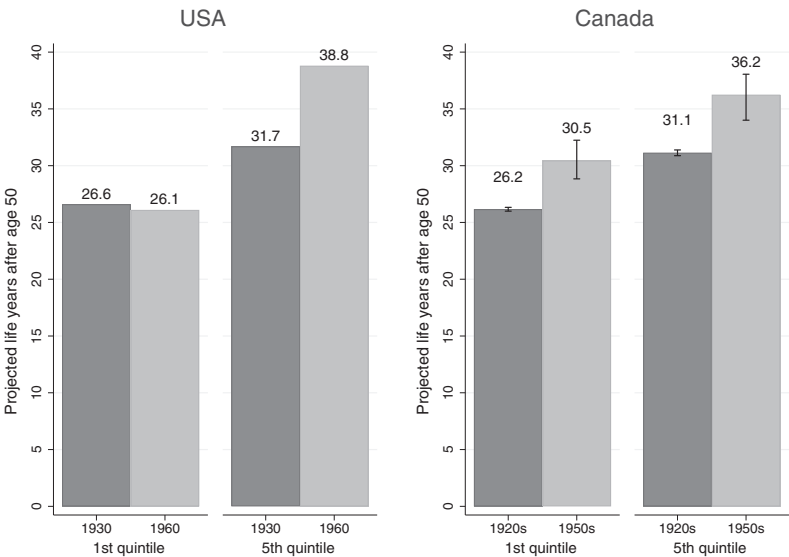 USA
Canada
Projected life years after age 50
40
35
30
25
20
15
10
5
0
26.6
26.1
31.7
38.8
1930
1960
1st quintile
1930
1960
5th quintile
Projected life years after age 50
40
35
30
25
20
15
10
5
0
26.2
30.5
31.1
36.2
1920s
1950s
1st quintile
1920s
1950s
5th quintile